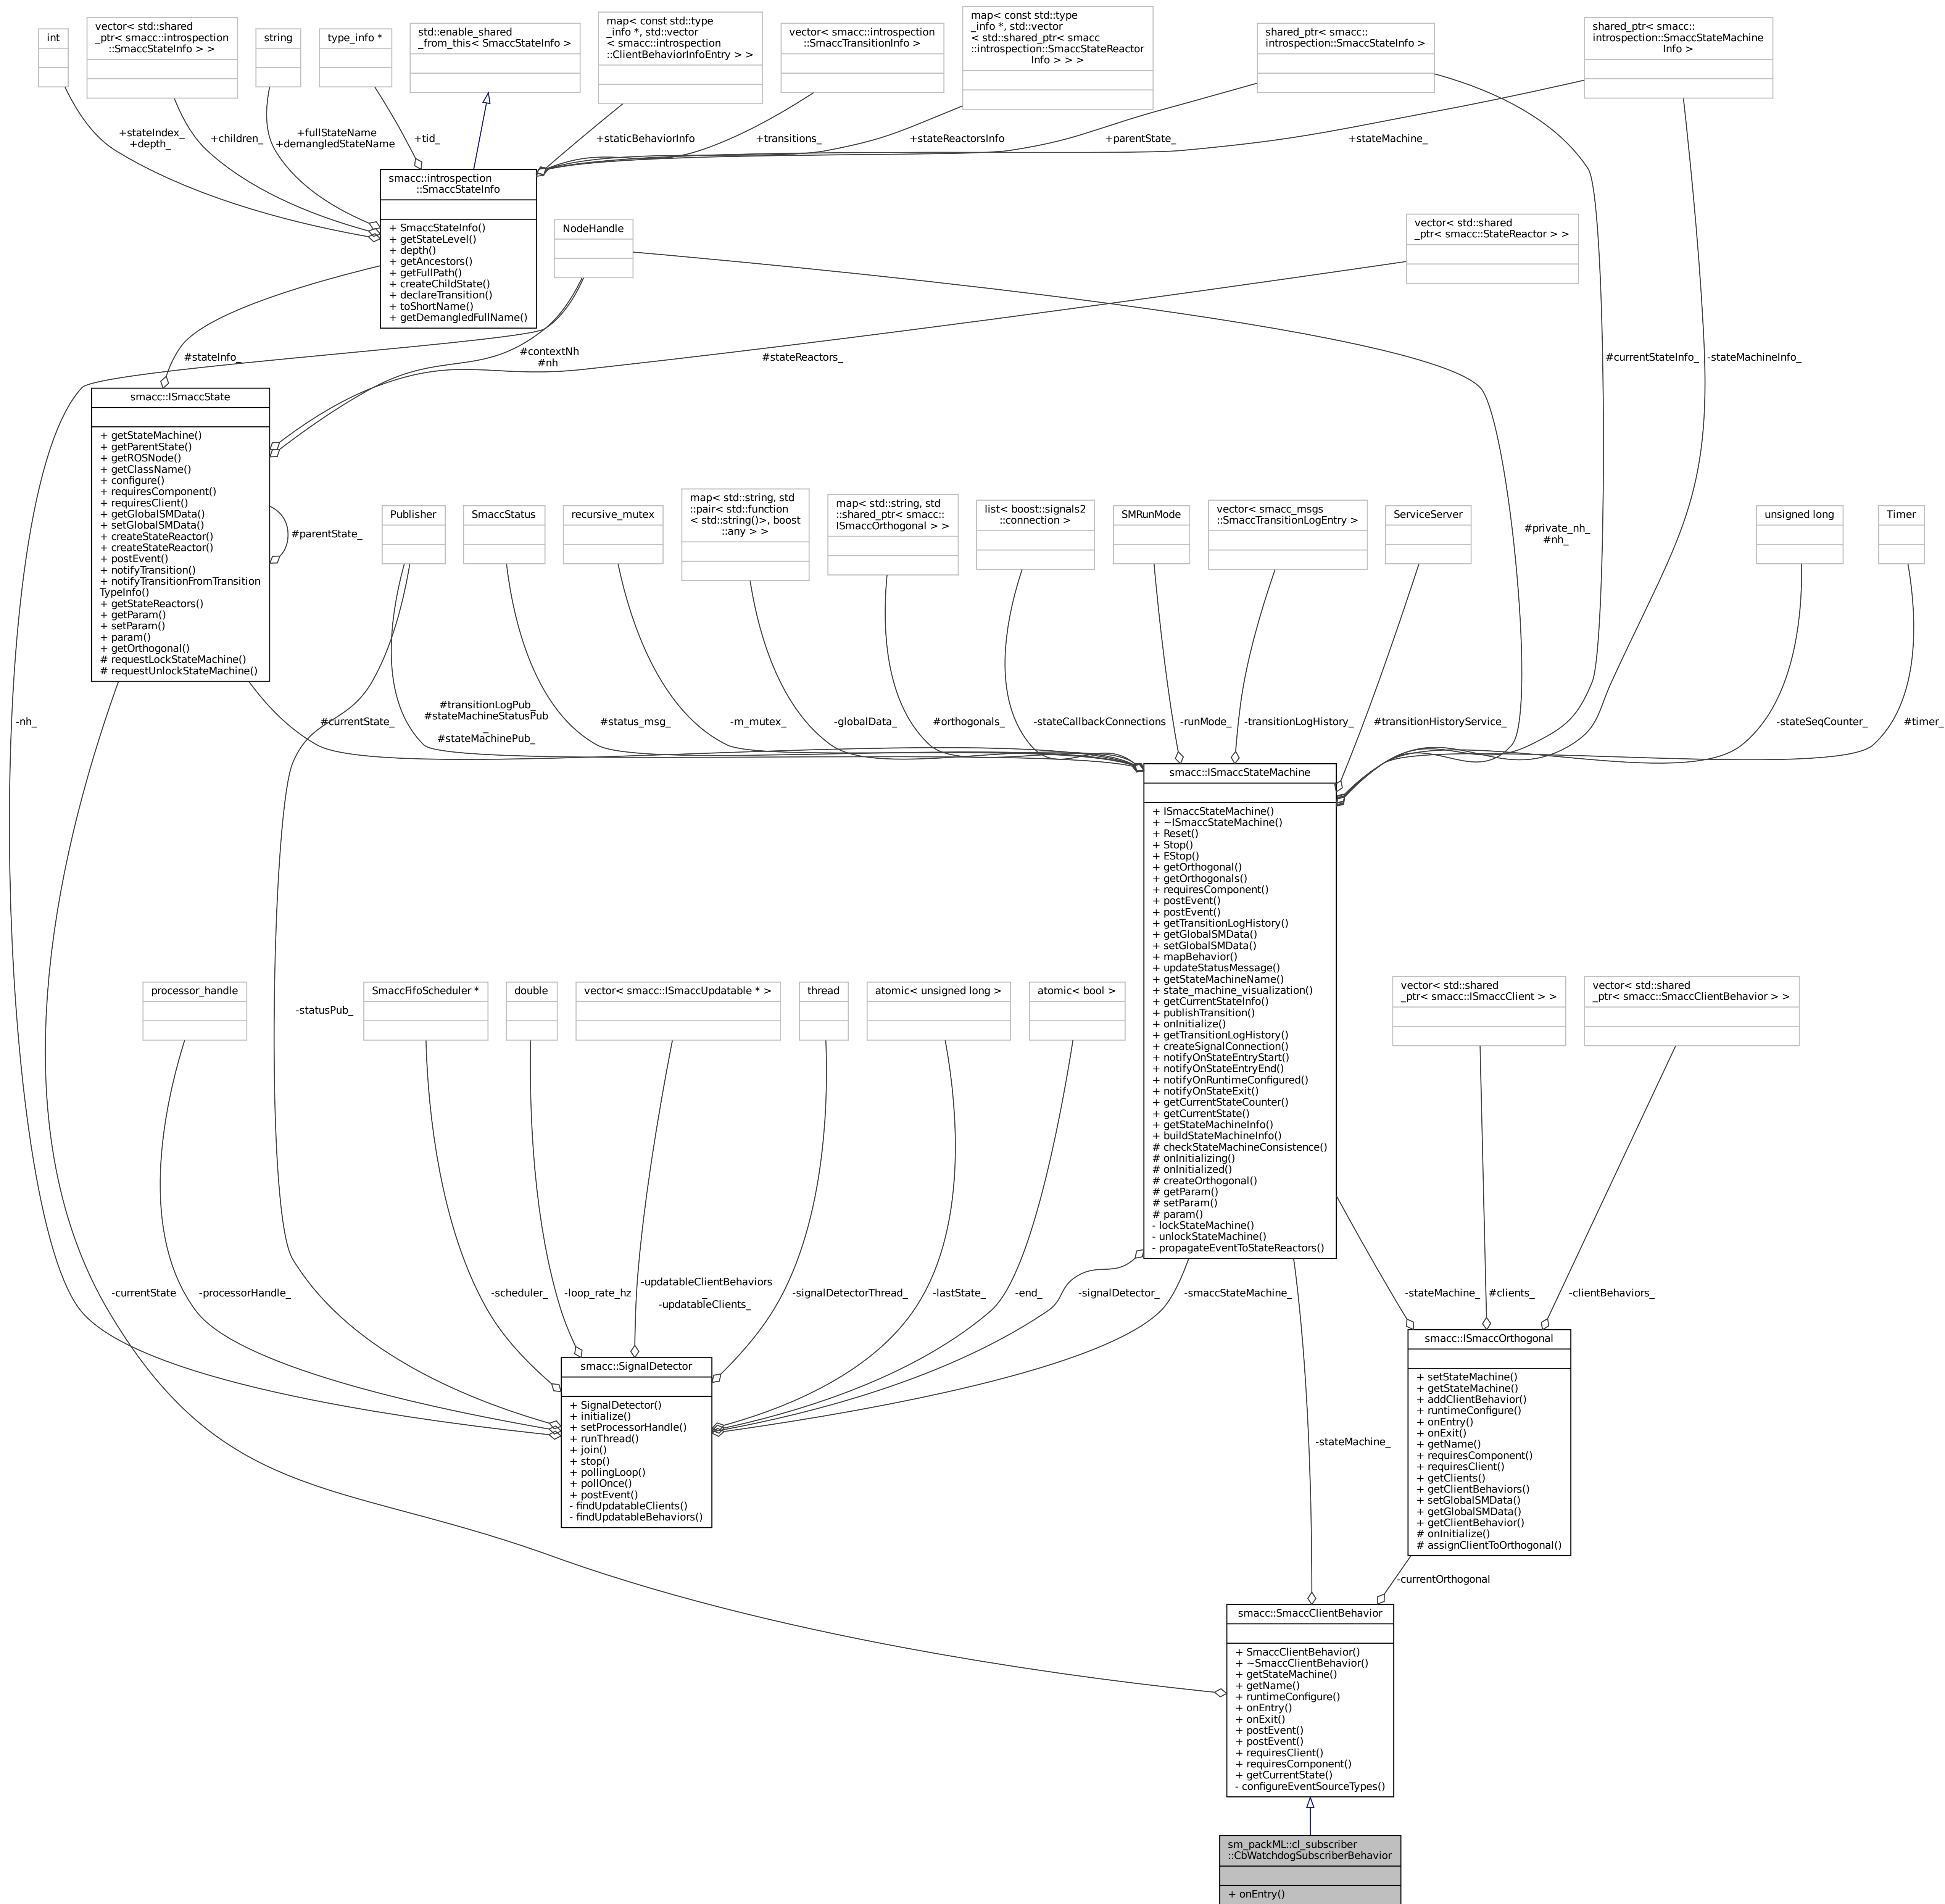 int
vector< std::shared
_ptr< smacc::introspection
::SmaccStateInfo > >
string
type_info *
std::enable_shared
_from_this< SmaccStateInfo >
map< const std::type
_info *, std::vector
< smacc::introspection
::ClientBehaviorInfoEntry > >
vector< smacc::introspection
::SmaccTransitionInfo >
map< const std::type
_info *, std::vector
< std::shared_ptr< smacc
::introspection::SmaccStateReactor
Info > > >
shared_ptr< smacc::
introspection::SmaccStateInfo >
shared_ptr< smacc::
introspection::SmaccStateMachine
Info >
+stateIndex_
+depth_
+children_
+fullStateName
+demangledStateName
+tid_
+staticBehaviorInfo
+transitions_
+stateReactorsInfo
+parentState_
+stateMachine_
smacc::introspection
::SmaccStateInfo
+ SmaccStateInfo()
+ getStateLevel()
+ depth()
+ getAncestors()
+ getFullPath()
+ createChildState()
+ declareTransition()
+ toShortName()
+ getDemangledFullName()
NodeHandle
vector< std::shared
_ptr< smacc::StateReactor > >
#stateInfo_
#contextNh
#nh
#stateReactors_
#currentStateInfo_
-stateMachineInfo_
smacc::ISmaccState
+ getStateMachine()
+ getParentState()
+ getROSNode()
+ getClassName()
+ configure()
+ requiresComponent()
+ requiresClient()
+ getGlobalSMData()
+ setGlobalSMData()
+ createStateReactor()
+ createStateReactor()
+ postEvent()
+ notifyTransition()
+ notifyTransitionFromTransition
TypeInfo()
+ getStateReactors()
+ getParam()
+ setParam()
+ param()
+ getOrthogonal()
# requestLockStateMachine()
# requestUnlockStateMachine()
#parentState_
Publisher
SmaccStatus
recursive_mutex
map< std::string, std
::pair< std::function
< std::string()>, boost
::any > >
map< std::string, std
::shared_ptr< smacc::
ISmaccOrthogonal > >
list< boost::signals2
::connection >
SMRunMode
vector< smacc_msgs
::SmaccTransitionLogEntry >
ServiceServer
#private_nh_
#nh_
unsigned long
Timer
-nh_
#currentState_
#transitionLogPub_
#stateMachineStatusPub
_
#stateMachinePub_
#status_msg_
-m_mutex_
-globalData_
#orthogonals_
-stateCallbackConnections
-runMode_
-transitionLogHistory_
#transitionHistoryService_
-stateSeqCounter_
#timer_
smacc::ISmaccStateMachine
+ ISmaccStateMachine()
+ ~ISmaccStateMachine()
+ Reset()
+ Stop()
+ EStop()
+ getOrthogonal()
+ getOrthogonals()
+ requiresComponent()
+ postEvent()
+ postEvent()
+ getTransitionLogHistory()
+ getGlobalSMData()
+ setGlobalSMData()
+ mapBehavior()
+ updateStatusMessage()
+ getStateMachineName()
+ state_machine_visualization()
+ getCurrentStateInfo()
+ publishTransition()
+ onInitialize()
+ getTransitionLogHistory()
+ createSignalConnection()
+ notifyOnStateEntryStart()
+ notifyOnStateEntryEnd()
+ notifyOnRuntimeConfigured()
+ notifyOnStateExit()
+ getCurrentStateCounter()
+ getCurrentState()
+ getStateMachineInfo()
+ buildStateMachineInfo()
# checkStateMachineConsistence()
# onInitializing()
# onInitialized()
# createOrthogonal()
# getParam()
# setParam()
# param()
- lockStateMachine()
- unlockStateMachine()
- propagateEventToStateReactors()
processor_handle
-statusPub_
SmaccFifoScheduler *
double
vector< smacc::ISmaccUpdatable * >
thread
atomic< unsigned long >
atomic< bool >
vector< std::shared
_ptr< smacc::ISmaccClient > >
vector< std::shared
_ptr< smacc::SmaccClientBehavior > >
-currentState
-processorHandle_
-scheduler_
-loop_rate_hz
-updatableClientBehaviors
_
-updatableClients_
-signalDetectorThread_
-lastState_
-end_
-signalDetector_
-smaccStateMachine_
-stateMachine_
#clients_
-clientBehaviors_
smacc::SignalDetector
+ SignalDetector()
+ initialize()
+ setProcessorHandle()
+ runThread()
+ join()
+ stop()
+ pollingLoop()
+ pollOnce()
+ postEvent()
- findUpdatableClients()
- findUpdatableBehaviors()
smacc::ISmaccOrthogonal
+ setStateMachine()
+ getStateMachine()
+ addClientBehavior()
+ runtimeConfigure()
+ onEntry()
+ onExit()
+ getName()
+ requiresComponent()
+ requiresClient()
+ getClients()
+ getClientBehaviors()
+ setGlobalSMData()
+ getGlobalSMData()
+ getClientBehavior()
# onInitialize()
# assignClientToOrthogonal()
-stateMachine_
-currentOrthogonal
smacc::SmaccClientBehavior
+ SmaccClientBehavior()
+ ~SmaccClientBehavior()
+ getStateMachine()
+ getName()
+ runtimeConfigure()
+ onEntry()
+ onExit()
+ postEvent()
+ postEvent()
+ requiresClient()
+ requiresComponent()
+ getCurrentState()
- configureEventSourceTypes()
sm_packML::cl_subscriber
::CbWatchdogSubscriberBehavior
+ onEntry()